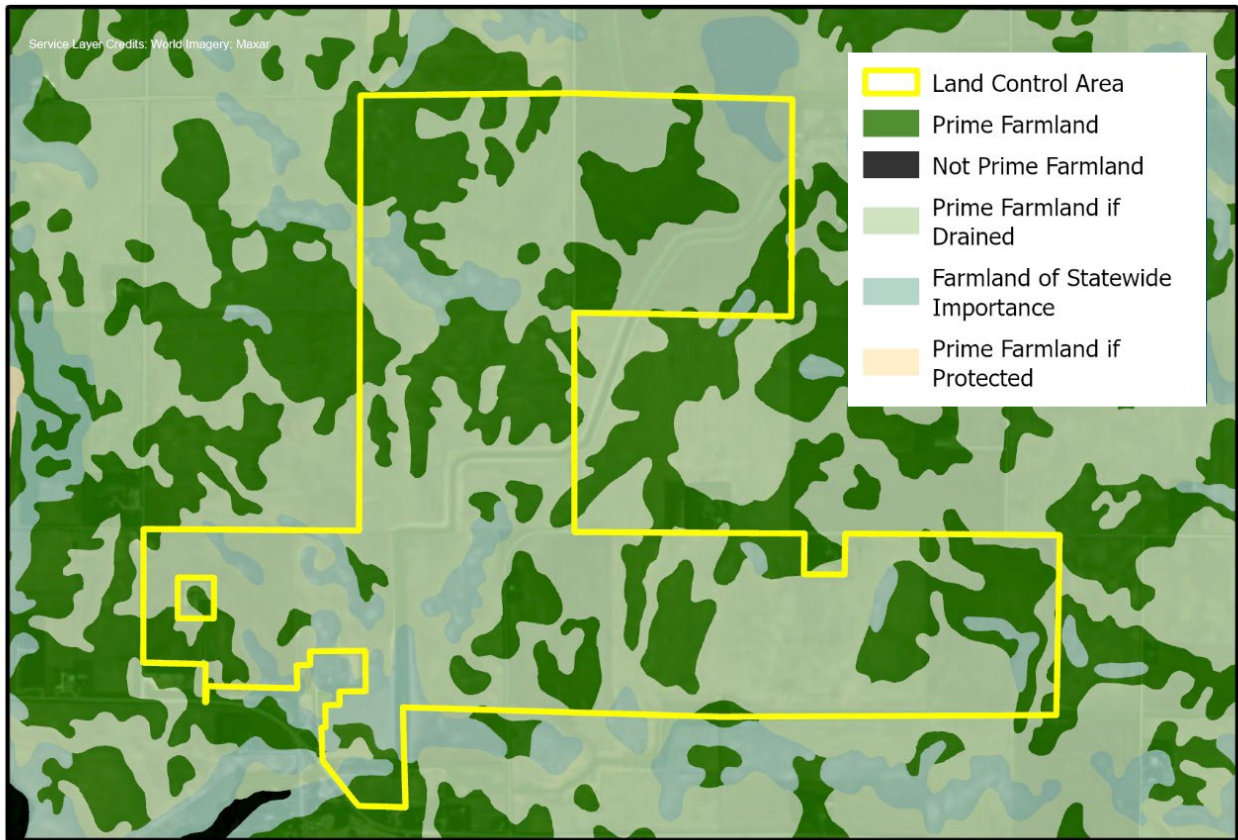 Service Layer Credits: World Imagery: Maxar
Land Control Area
Prime Farmland
Not Prime Farmland
Prime Farmland if
Drained
Farmland of Statewide
Importance
Prime Farmland if
Protected